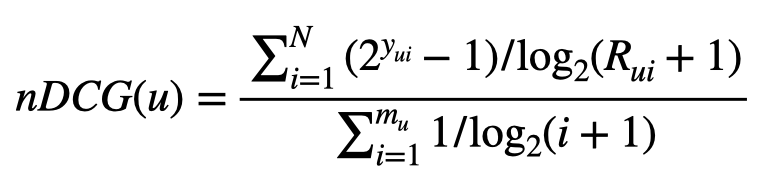 nDCG(u) = \frac{\sum_{i=1}^{N} (2^{y_{ui}} - 1)/\log_2(R_{ui} + 1)}{\sum_{i=1}^{m_u} 1/\log_2(i + 1)}